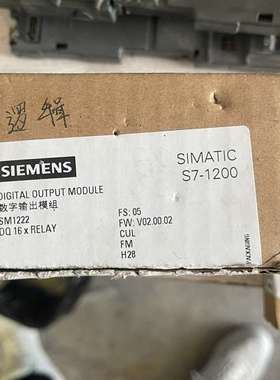 逻辑
SIEMENS
SIMATIC
S7-1200
DIGITAL OUTPUT MODULE
数字输出模组
SM1222
DQ 16 x RELAY
FS: 05
FW: V02.00.02
CUL
FM
H28
PACKAGING